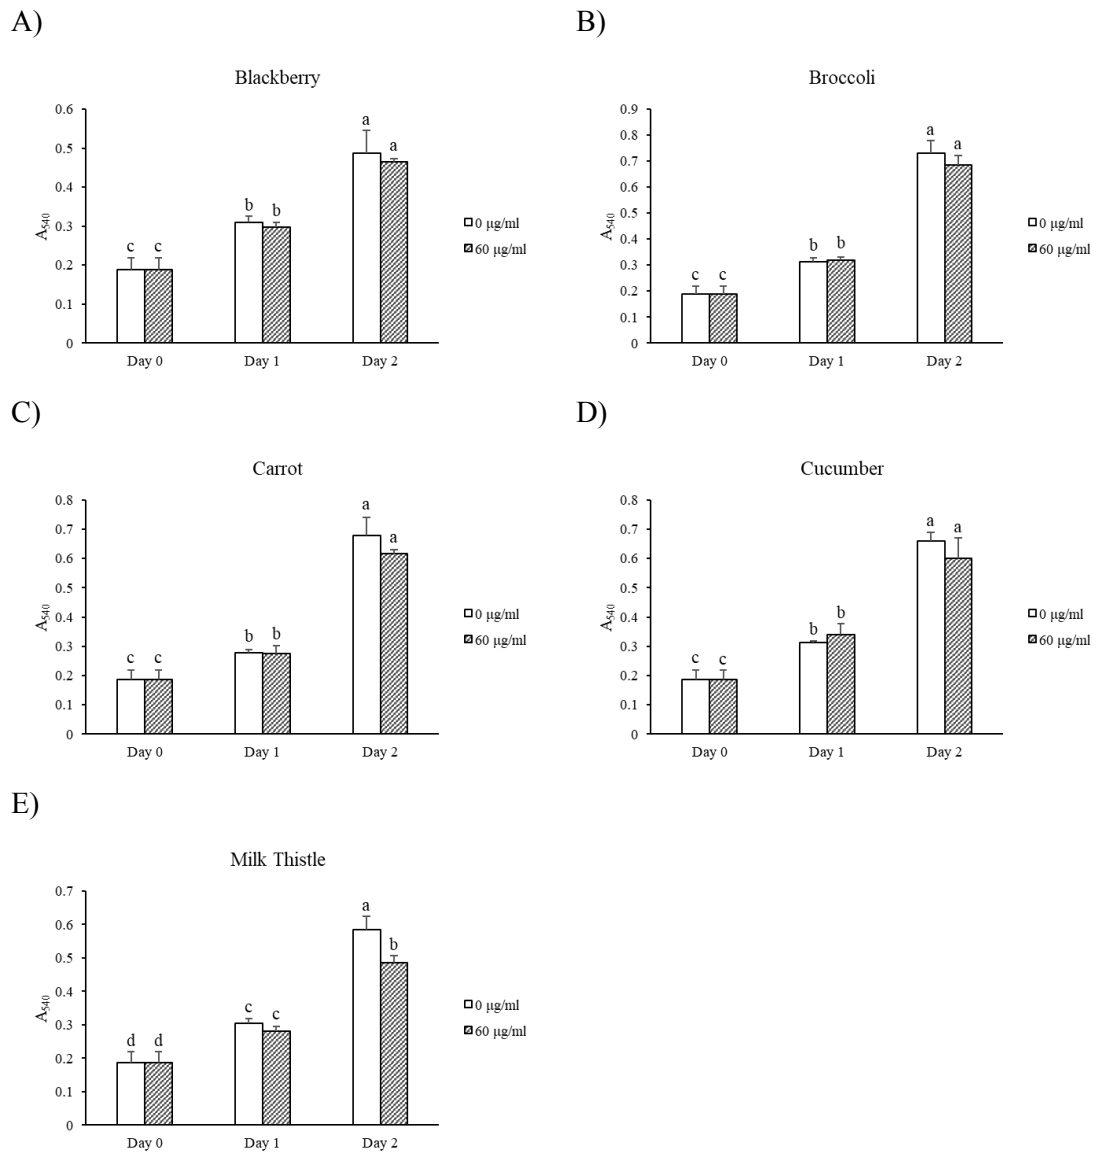 A)
Blackberry
0.6
0.5
0.4
0.3
0.2
0.1
0
A540
c c
b b
a a
Day 0 Day 1 Day 2
0 μg/ml
60 μg/ml
B)
Broccoli
0.9
0.8
0.7
0.6
0.5
0.4
0.3
0.2
0.1
0
A540
c c
b b
a a
Day 0 Day 1 Day 2
0 μg/ml
60 μg/ml
C)
Carrot
0.8
0.7
0.6
0.5
0.4
0.3
0.2
0.1
0
A540
c c
b b
a a
Day 0 Day 1 Day 2
0 μg/ml
60 μg/ml
D)
Cucumber
0.8
0.7
0.6
0.5
0.4
0.3
0.2
0.1
0
A540
c c
b b
a a
Day 0 Day 1 Day 2
0 μg/ml
60 μg/ml
E)
Milk Thistle
0.7
0.6
0.5
0.4
0.3
0.2
0.1
0
A540
d d
c c
a b
Day 0 Day 1 Day 2
0 μg/ml
60 μg/ml